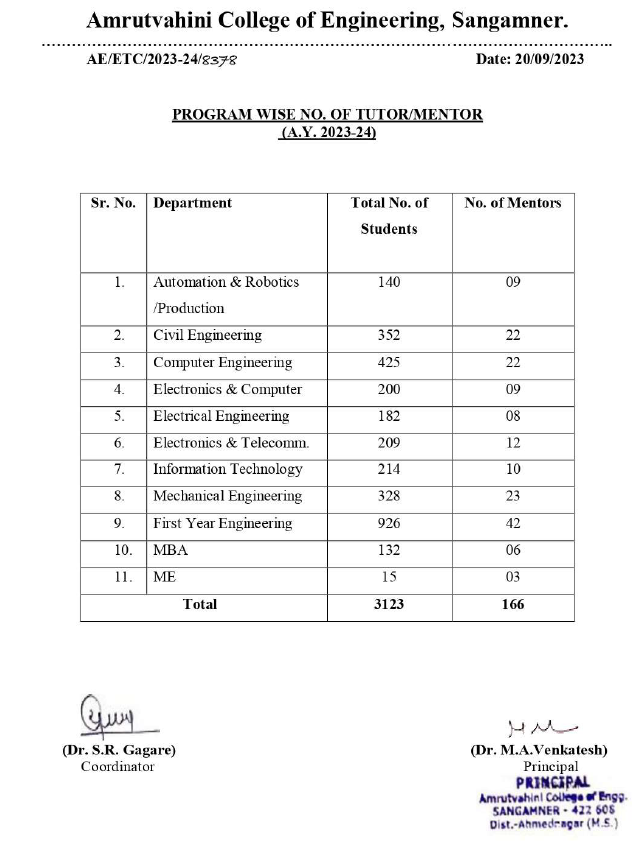 Amrutvahini College of Engineering, Sangamner.
AE/ETC/2023-24/8378 Date: 20/09/2023
PROGRAM WISE NO. OF TUTOR/MENTOR
(A.Y. 2023-24)
Sr. No. Department Total No. of Students No. of Mentors
1. Automation & Robotics /Production 140 09
2. Civil Engineering 352 22
3. Computer Engineering 425 22
4. Electronics & Computer 200 09
5. Electrical Engineering 182 08
6. Electronics & Telecomm. 209 12
7. Information Technology 214 10
8. Mechanical Engineering 328 23
9. First Year Engineering 926 42
10. MBA 132 06
11. ME 15 03
Total 3123 166
(Dr. S.R. Gagare) (Dr. M.A.Venkatesh)
Coordinator Principal
PRINCIPAL
Amrutvahini College of Engg.
SANGAMNER - 422 608
Dist.-Ahmednagar (M.S.)